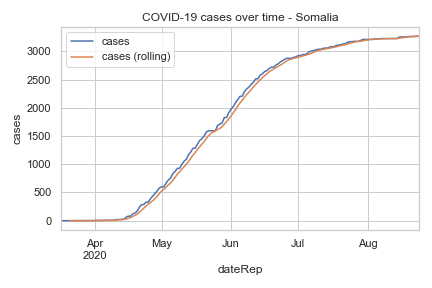 COVID-19 cases over time - Somalia
cases
cases (rolling)
cases
3000
2500
2000
1500
1000
500
0
Apr
2020
May
Jun
Jul
Aug
dateRep